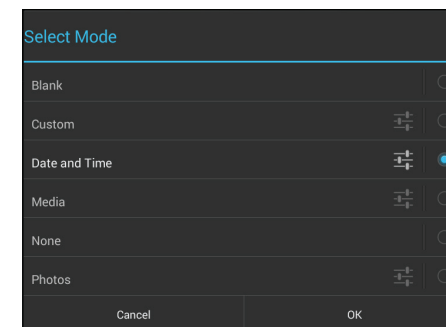 Select Mode
Blank
Custom
Date and Time
Media
None
Photos
Cancel OK